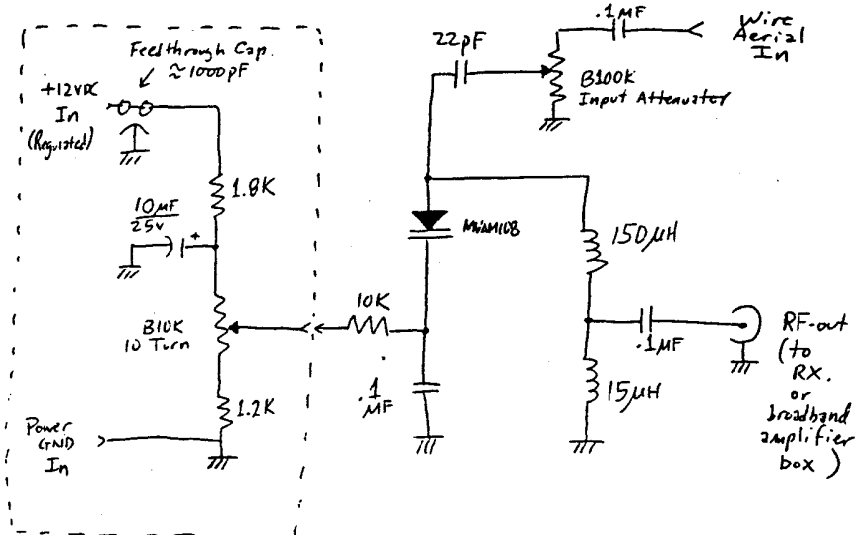 Feedthrough Cap.
≈ 1000pF
+12VDC
In
(Regulated)
1.8K
10µF
25v
+
B10K
10 Turn
1.2K
Power
GND
In
10K
.1
MF
22pF
.1MF
Wire
Aerial
In
B100K
Input Attenuator
150µH
15µH
.1MF
RF-out
(to
RX.
or
broadband
amplifier
box)